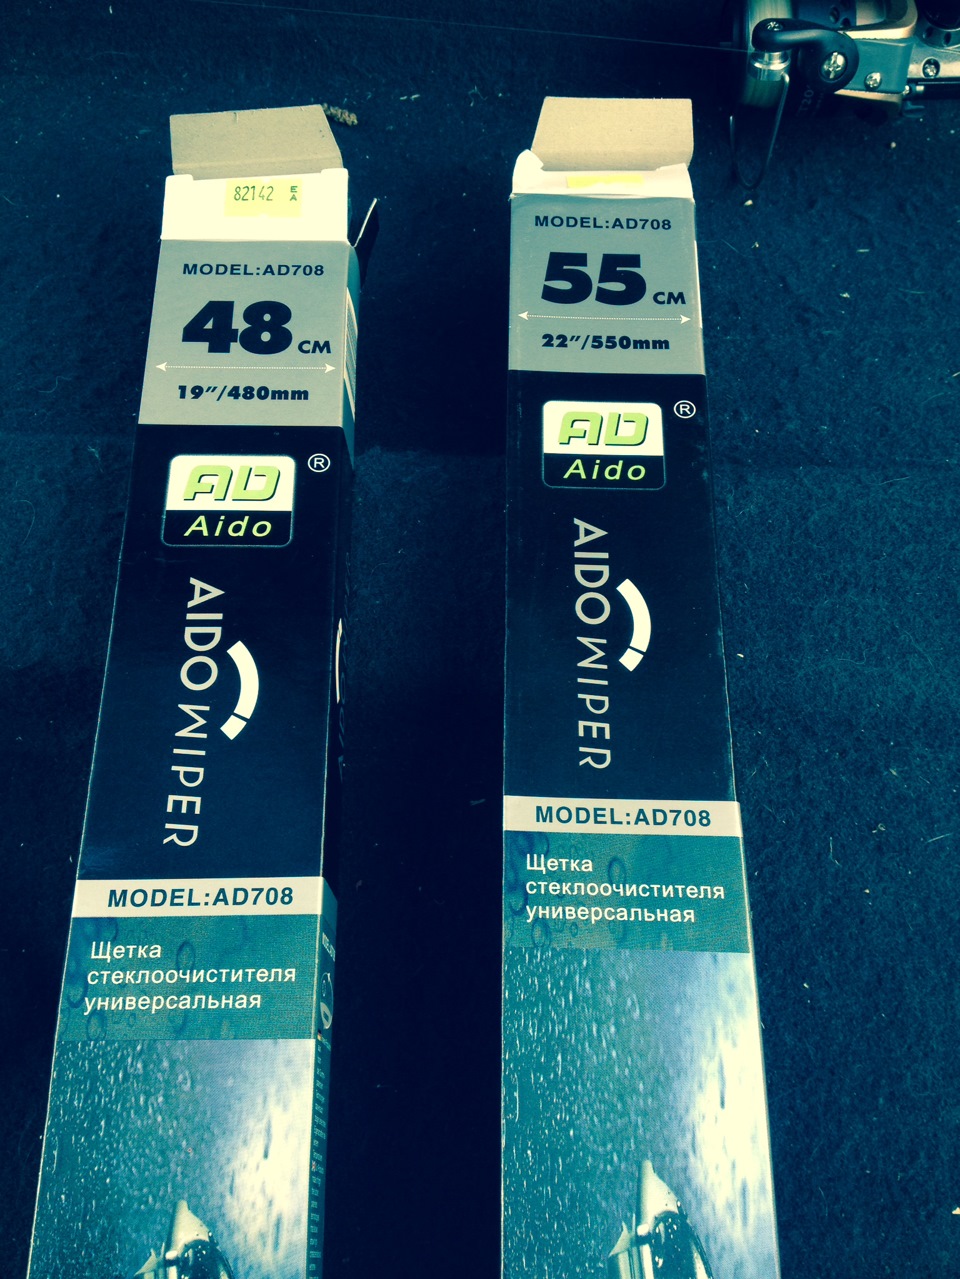 82142 E A
MODEL:AD708
48 CM
19"/480mm
AD ®
Aido
AIDO WIPER
MODEL:AD708
Щетка
стеклоочистителя
универсальная
MODEL:AD708
55 CM
22"/550mm
AD ®
Aido
AIDO WIPER
MODEL:AD708
Щетка
стеклоочистителя
универсальная